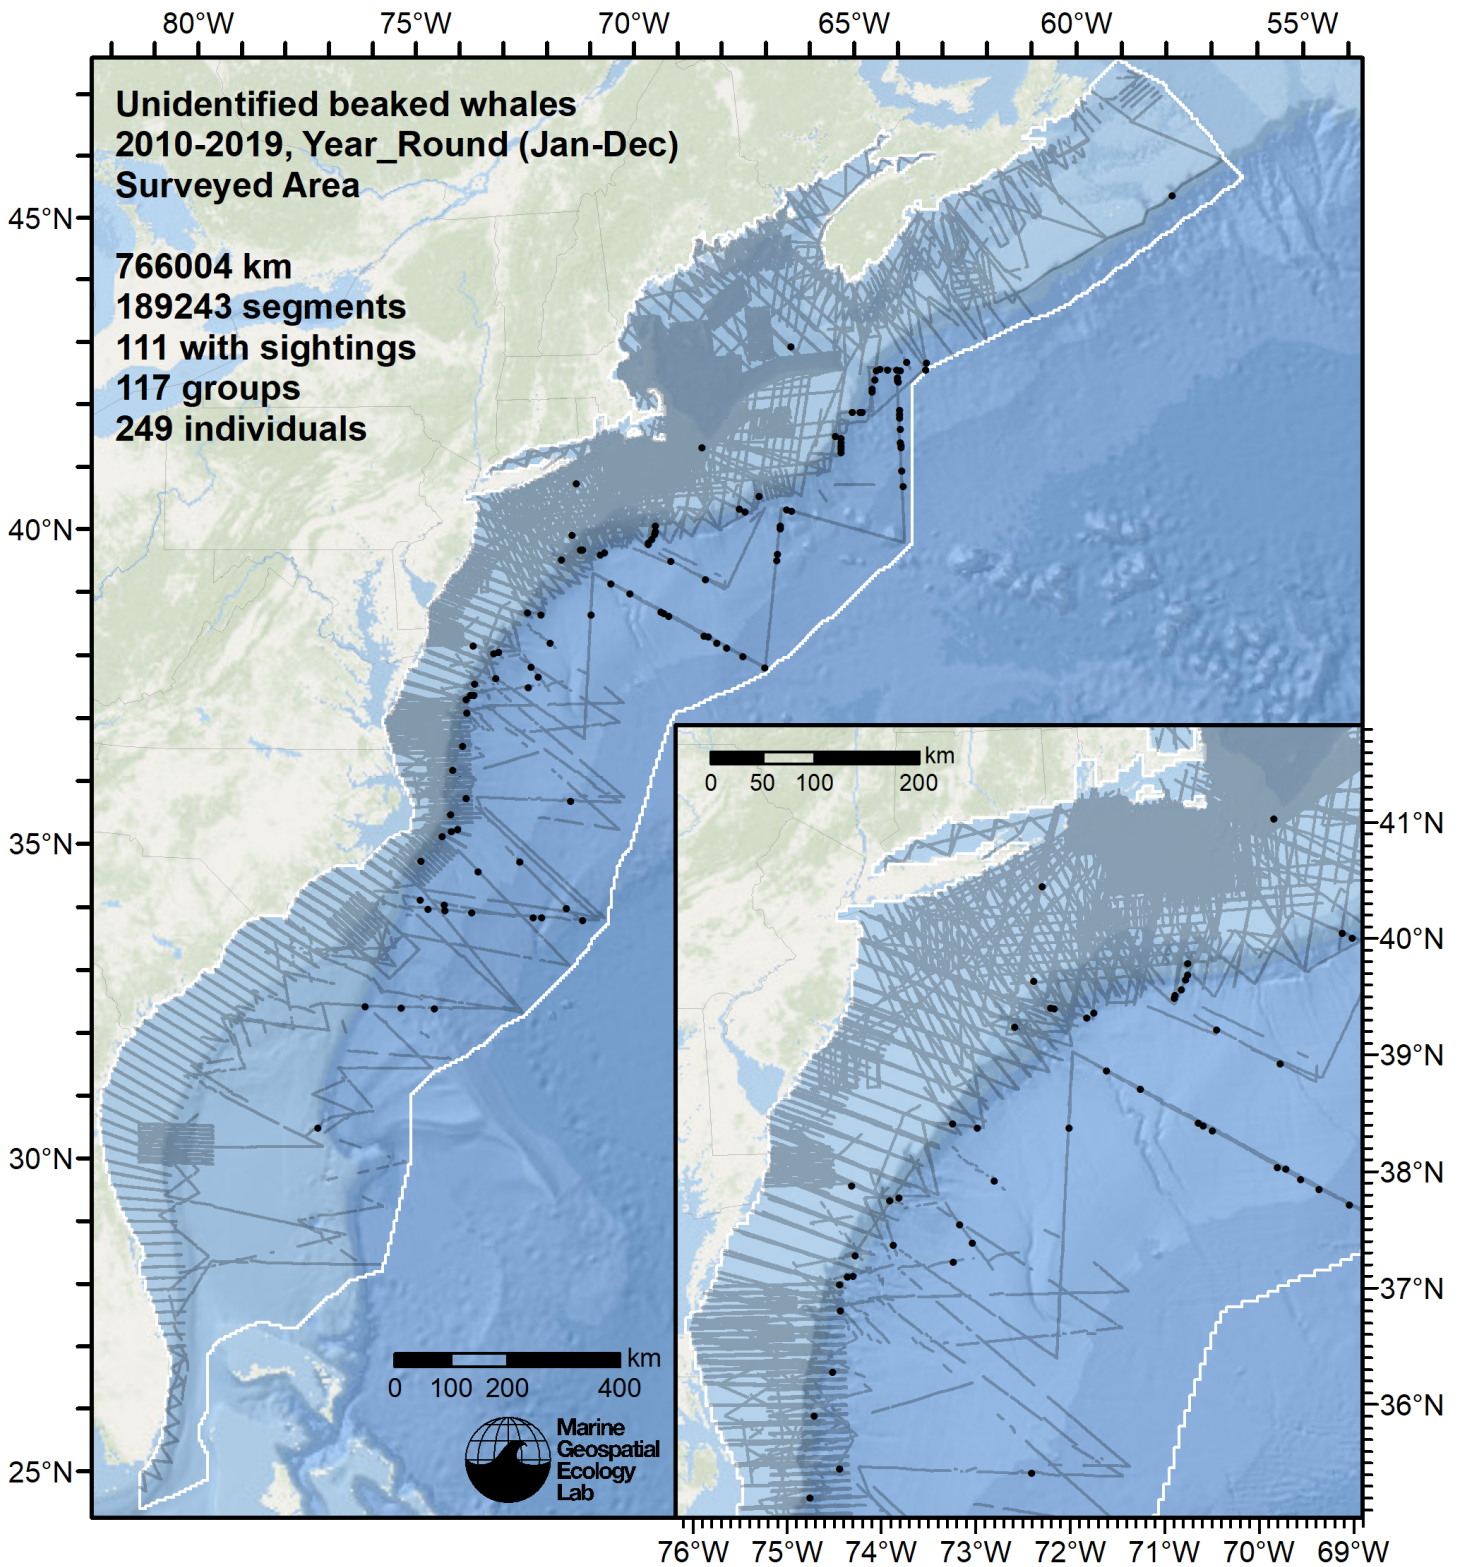 80°W 75°W 70°W 65°W 60°W 55°W
Unidentified beaked whales
2010-2019, Year_Round (Jan-Dec)
Surveyed Area
766004 km
189243 segments
111 with sightings
117 groups
249 individuals
45°N
40°N
35°N
30°N
25°N
km
0 50 100 200
41°N
40°N
39°N
38°N
37°N
36°N
km
0 100 200 400
Marine
Geospatial
Ecology
Lab
76°W 75°W 74°W 73°W 72°W 71°W 70°W 69°W